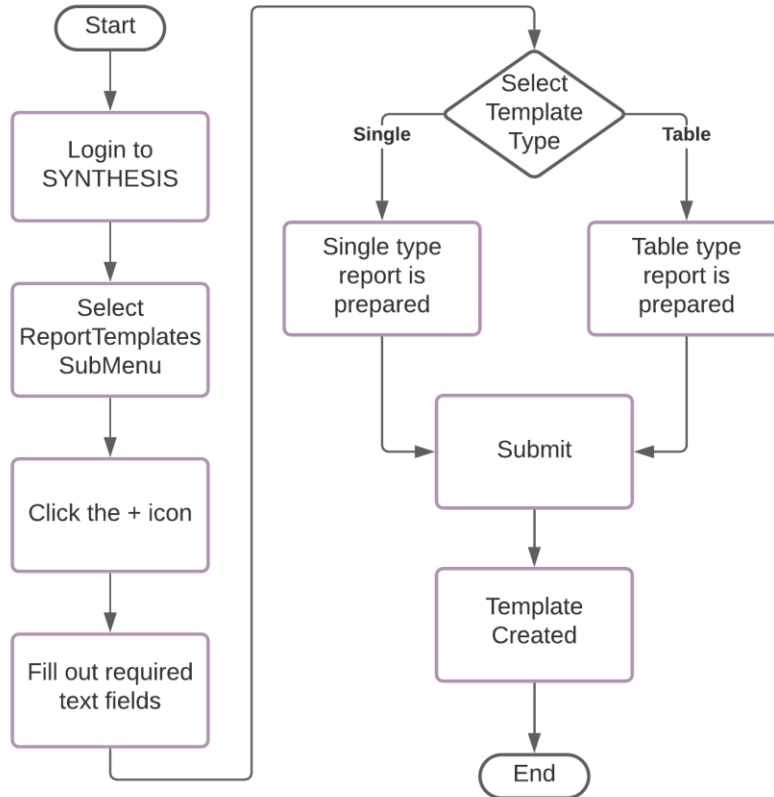 Start
Login to
SYNTHESIS
Select
ReportTemplates
SubMenu
Click the + icon
Fill out required
text fields
Select
Template
Type
Single
Table
Single type
report is
prepared
Table type
report is
prepared
Submit
Template
Created
End